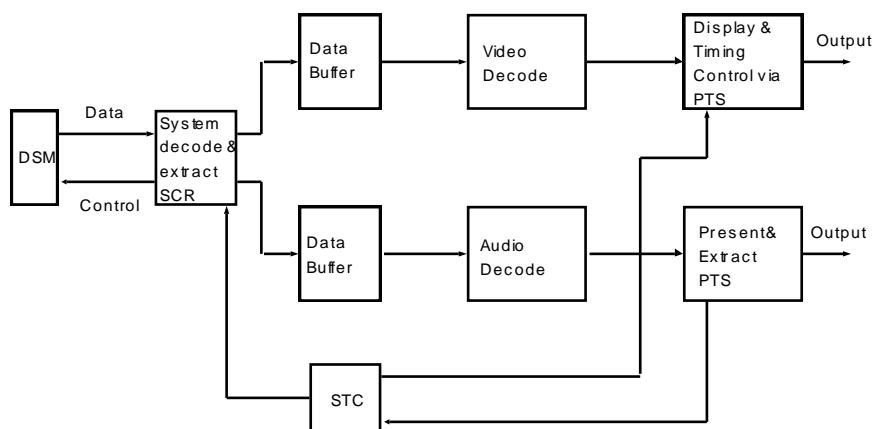 Data
Buffer
Video
Decode
Display &
Timing
Control via
PTS
Output
Data
DSM
Control
System
decode &
extract
SCR
Data
Buffer
Audio
Decode
Present&
Extract
PTS
Output
STC